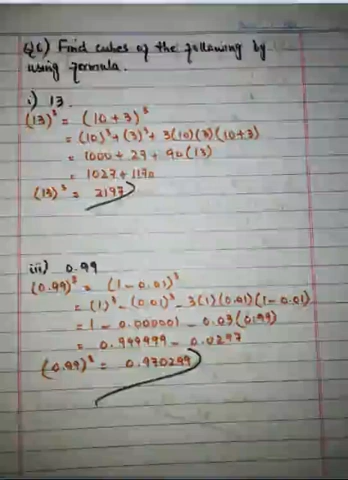 Q6) Find cubes of the following by
using formula.
i) 13.
(13)³ = (10+3)³
= (10)³+(3)³+ 3(10)(3)(10+3)
= 1000 + 27 + 90(13)
= 1027+1170
(13)³ = 2197
iii) 0.99
(0.99)³ = (1-0.01)³
= (1)³ - (0.01)³ - 3(1)(0.01)(1-0.01)
= 1 - 0.000001 - 0.03(0.99)
= 0.999999 - 0.0297
(0.99)³ = 0.970299